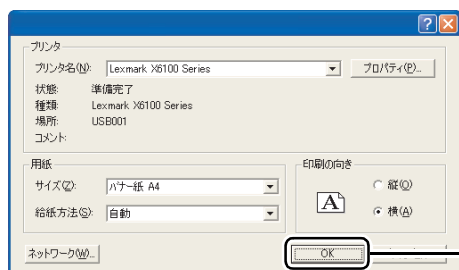 プリンタ
プリンタ名(N): Lexmark X6100 Series プロパティ(P)...
状態: 準備完了
種類: Lexmark X6100 Series
場所: USB001
コメント:
用紙
サイズ(Z): バナー紙 A4
給紙方法(S): 自動
印刷の向き
A
縦(O)
横(A)
ネットワーク(W)...
OK